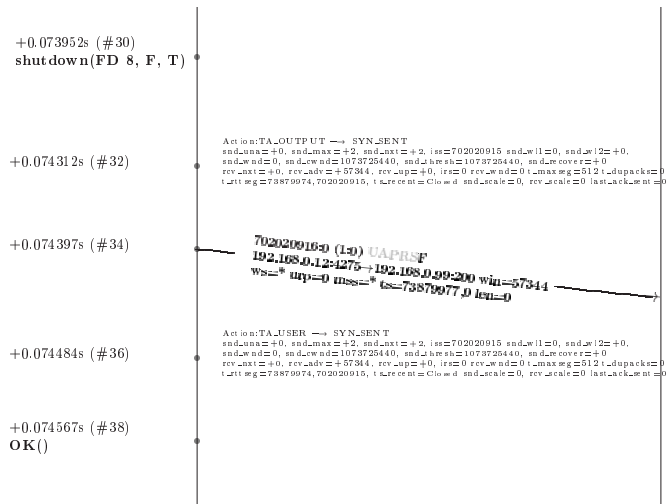 +0.073952s (#30)
shutdown(FD 8, F, T)
Action:TA_OUTPUT → SYN_SENT
snd_una=+0, snd_max=+2, snd_nxt=+2, iss=702020915 snd_wl1=0, snd_wl2=+0,
+0.074312s (#32)
snd_wnd=0, snd_cwnd=1073725440, snd_thresh=1073725440, snd_recover=+0
rcv_nxt=+0, rcv_adv=+57344, rcv_up=+0, irs=0 rcv_wnd=0 t_maxseg=512 t_dupacks=0
t_rttseg=73879974,702020915, ts_recent=Closed snd_scale=0, rcv_scale=0 last_ack_sent=0
+0.074397s (#34)
702020916:0 (1:0) UAPRSF
192.168.0.12:4275→192.168.0.99:200 win=57344
ws=* urp=0 mss=* ts=73879977,0 len=0
Action:TA_USER → SYN_SENT
snd_una=+0, snd_max=+2, snd_nxt=+2, iss=702020915 snd_wl1=0, snd_wl2=+0,
+0.074484s (#36)
snd_wnd=0, snd_cwnd=1073725440, snd_thresh=1073725440, snd_recover=+0
rcv_nxt=+0, rcv_adv=+57344, rcv_up=+0, irs=0 rcv_wnd=0 t_maxseg=512 t_dupacks=0
t_rttseg=73879974,702020915, ts_recent=Closed snd_scale=0, rcv_scale=0 last_ack_sent=0
+0.074567s (#38)
OK()